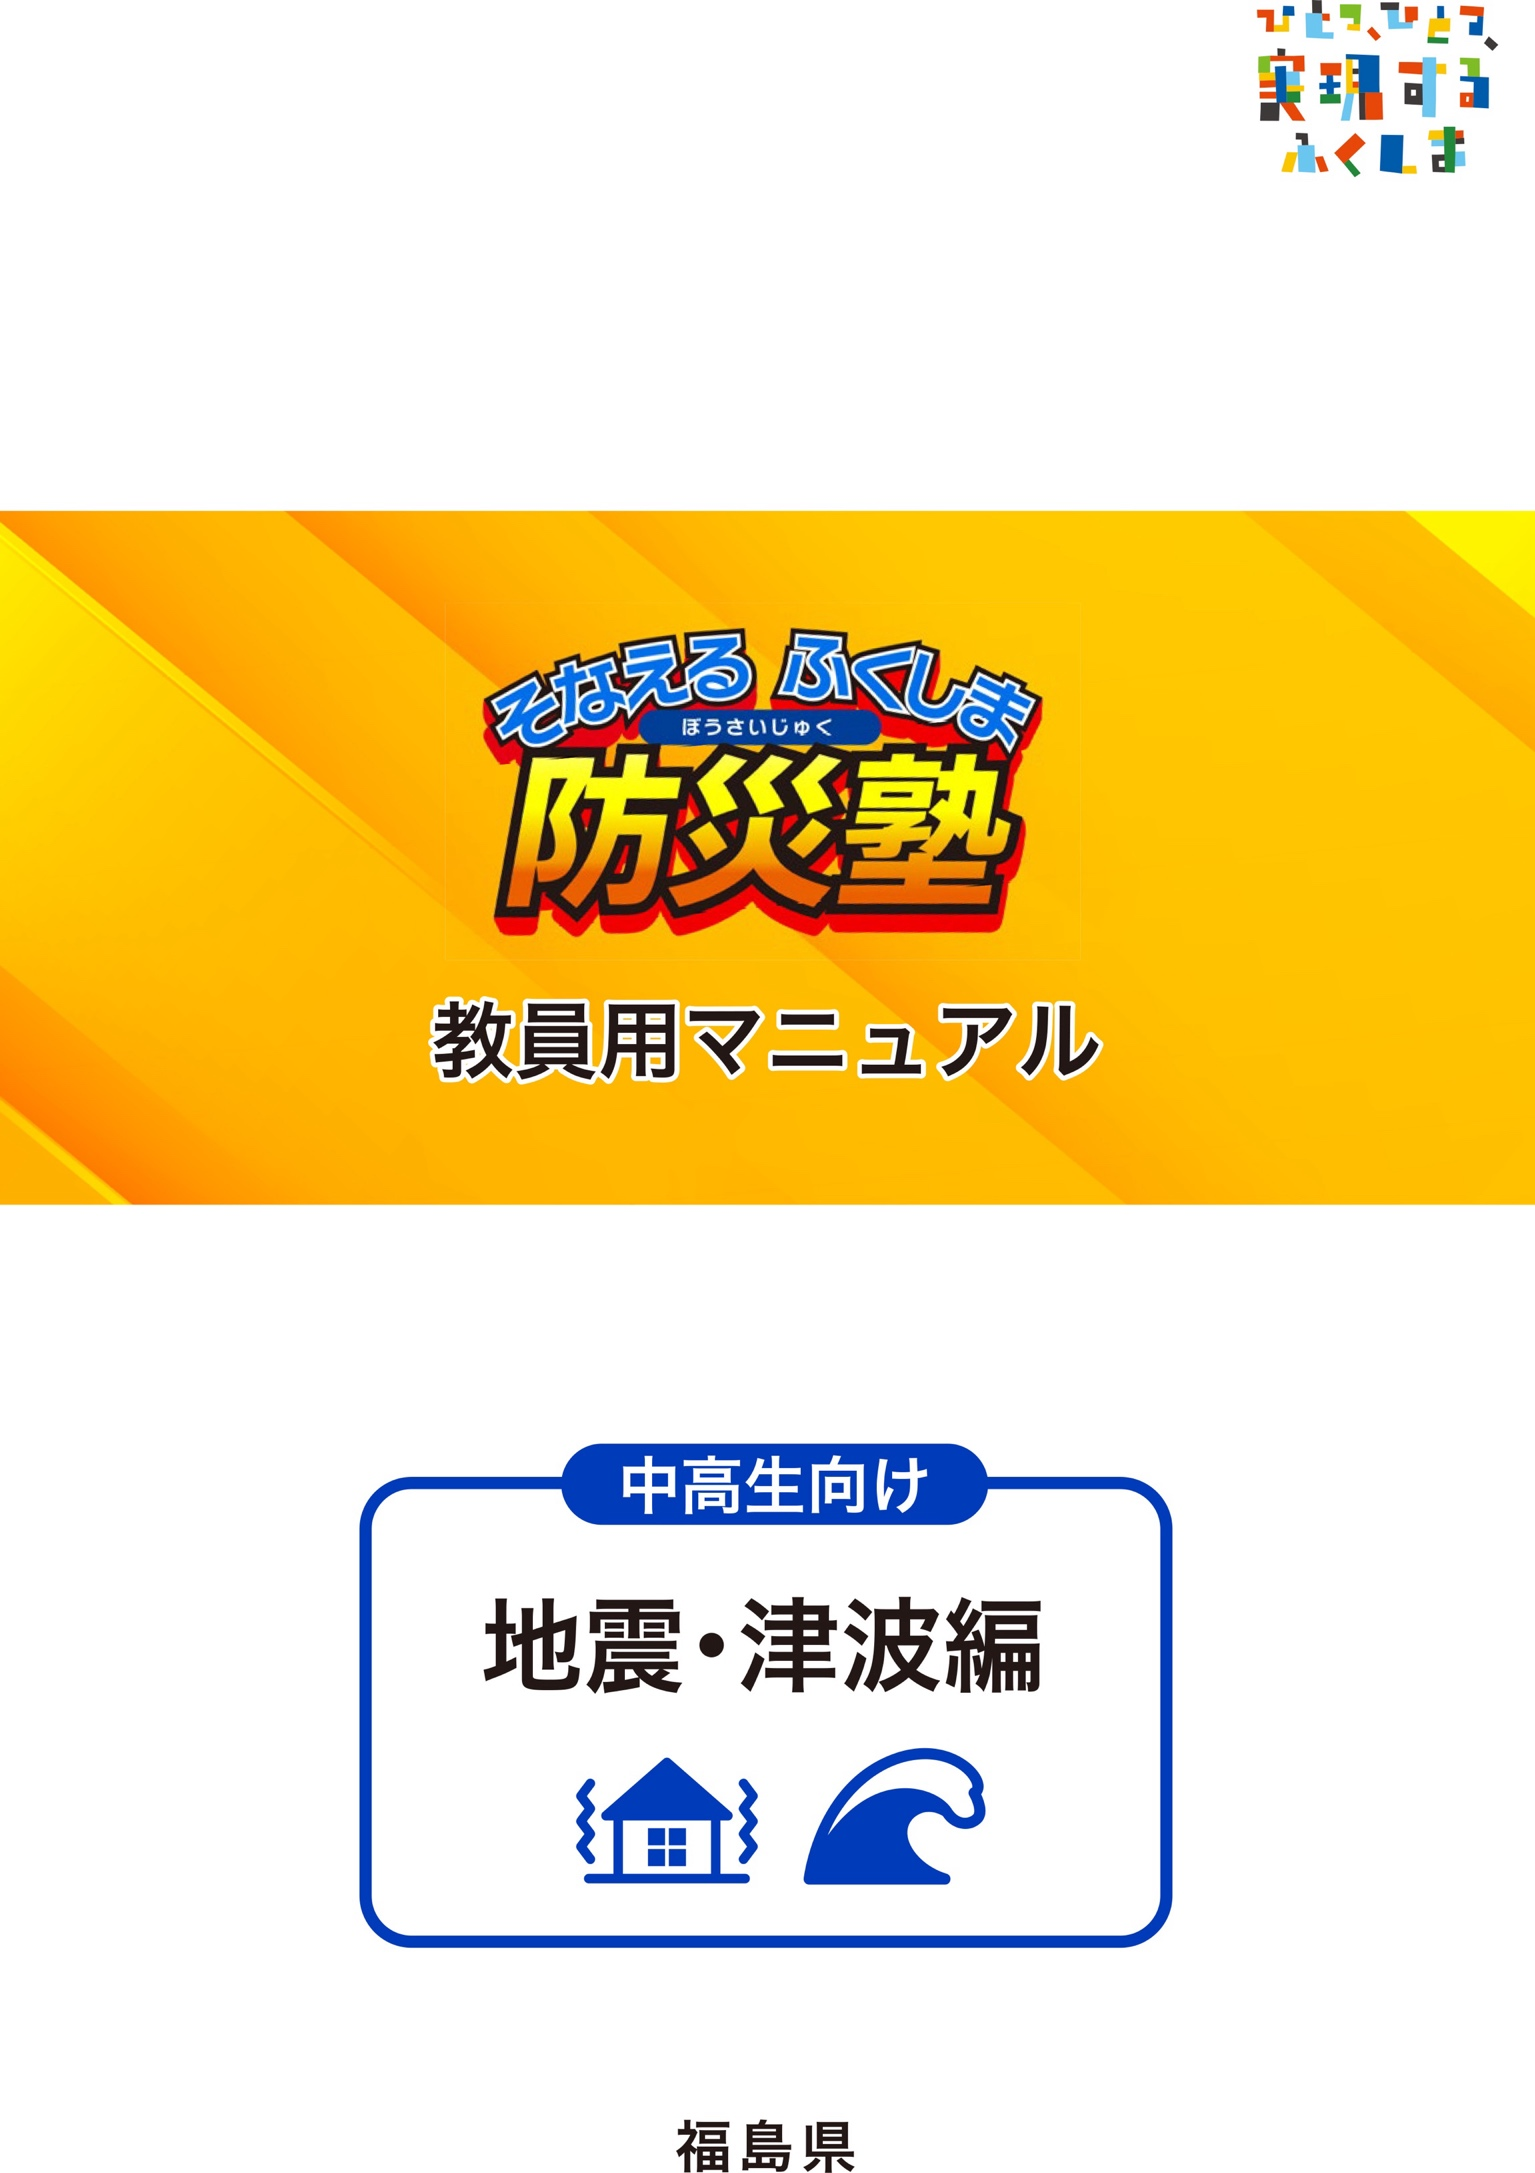 ひとつ、ひとつ、
実現する
ふくしま
そなえる ふくしま
ぼうさいじゅく
防災塾
教員用マニュアル
中高生向け
地震・津波編
福島県